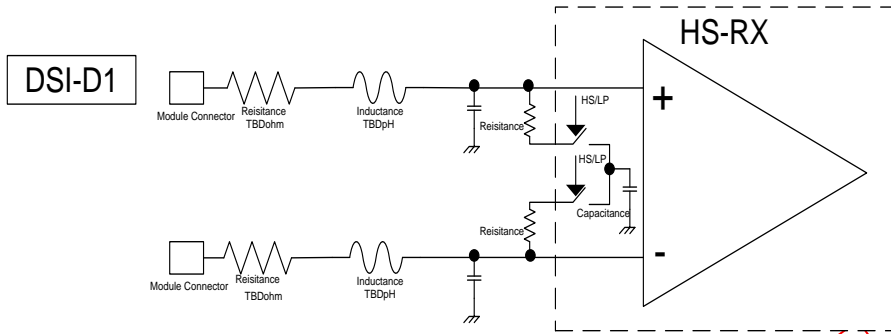 HS-RX
DSI-D1
Module Connector
Reisitance
TBDohm
Inductance
TBDpH
Reisitance
HS/LP
+
HS/LP
Reisitance
Capacitance
-
Module Connector
Reisitance
TBDohm
Inductance
TBDpH